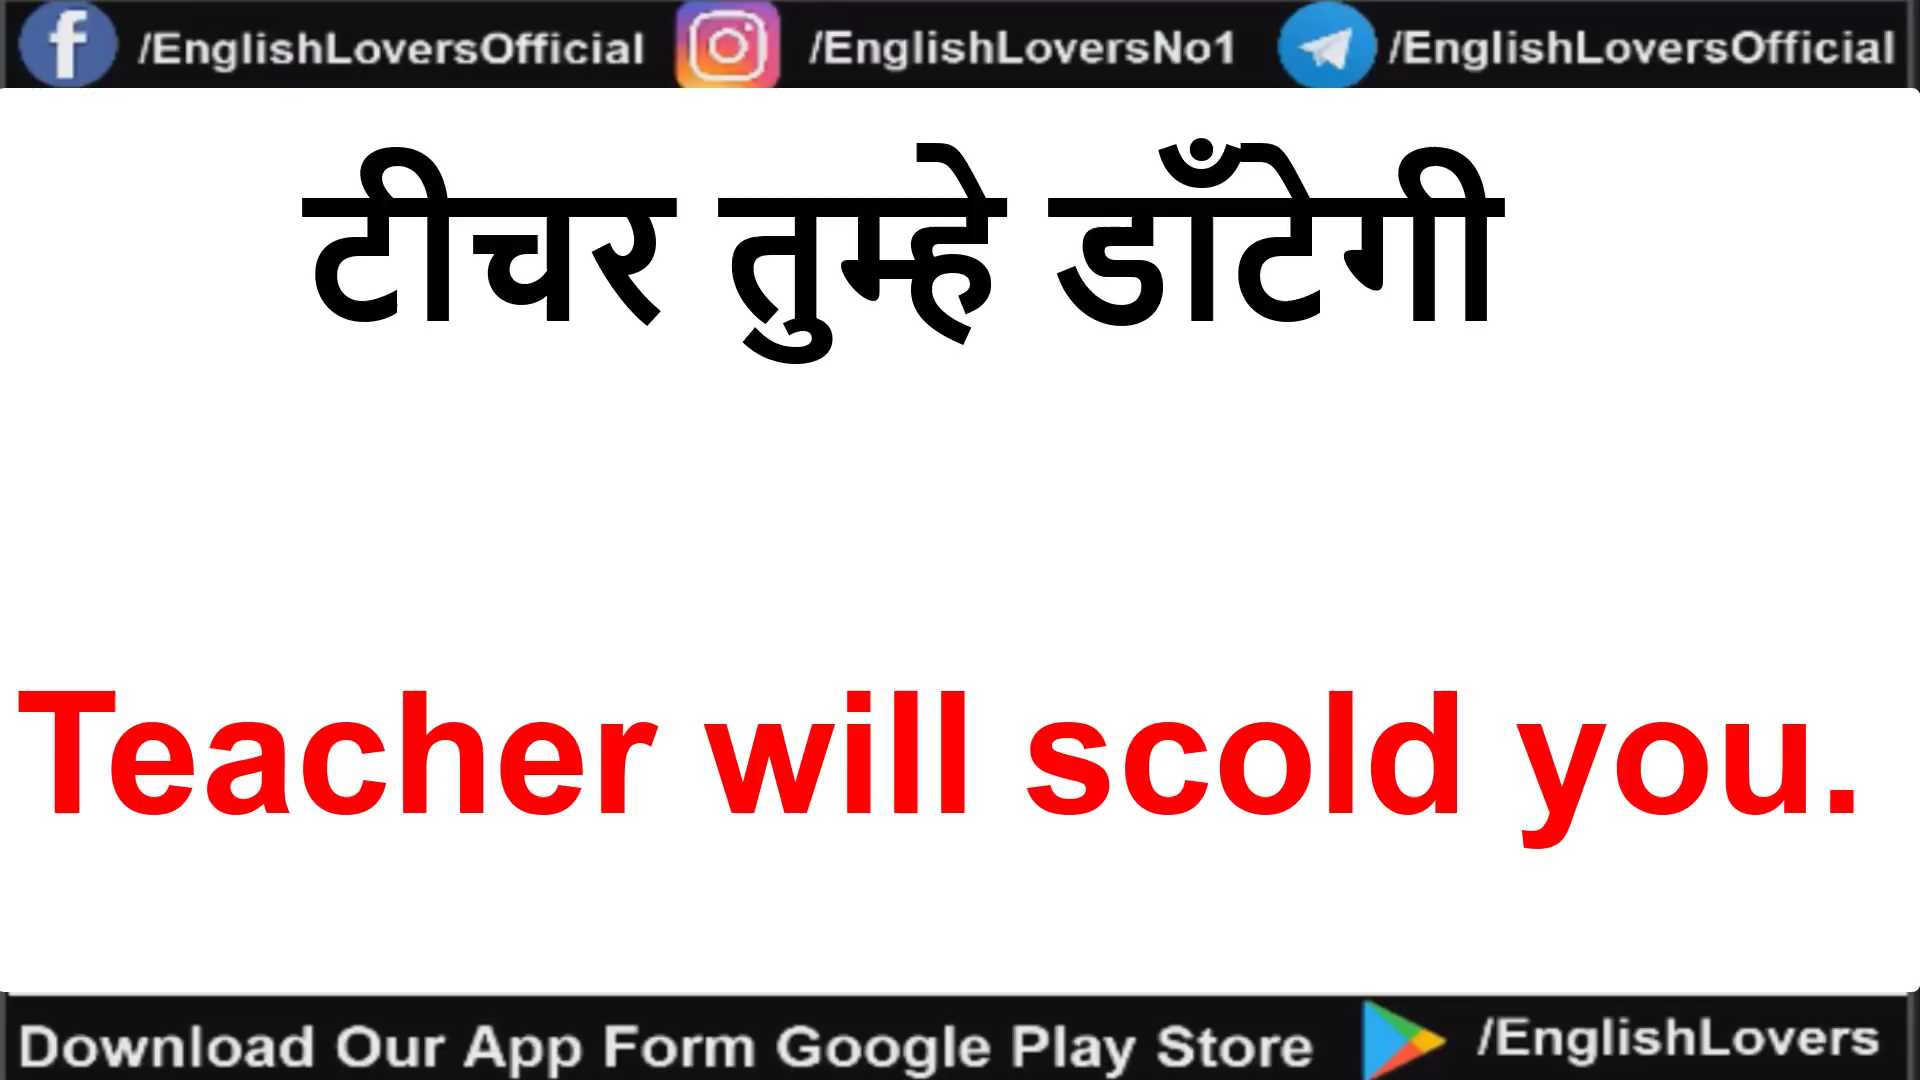 /EnglishLoversOfficial /EnglishLoversNo1 /EnglishLoversOfficial
टीचर तुम्हे डाँटेगी
Teacher will scold you.
Download Our App Form Google Play Store /EnglishLovers